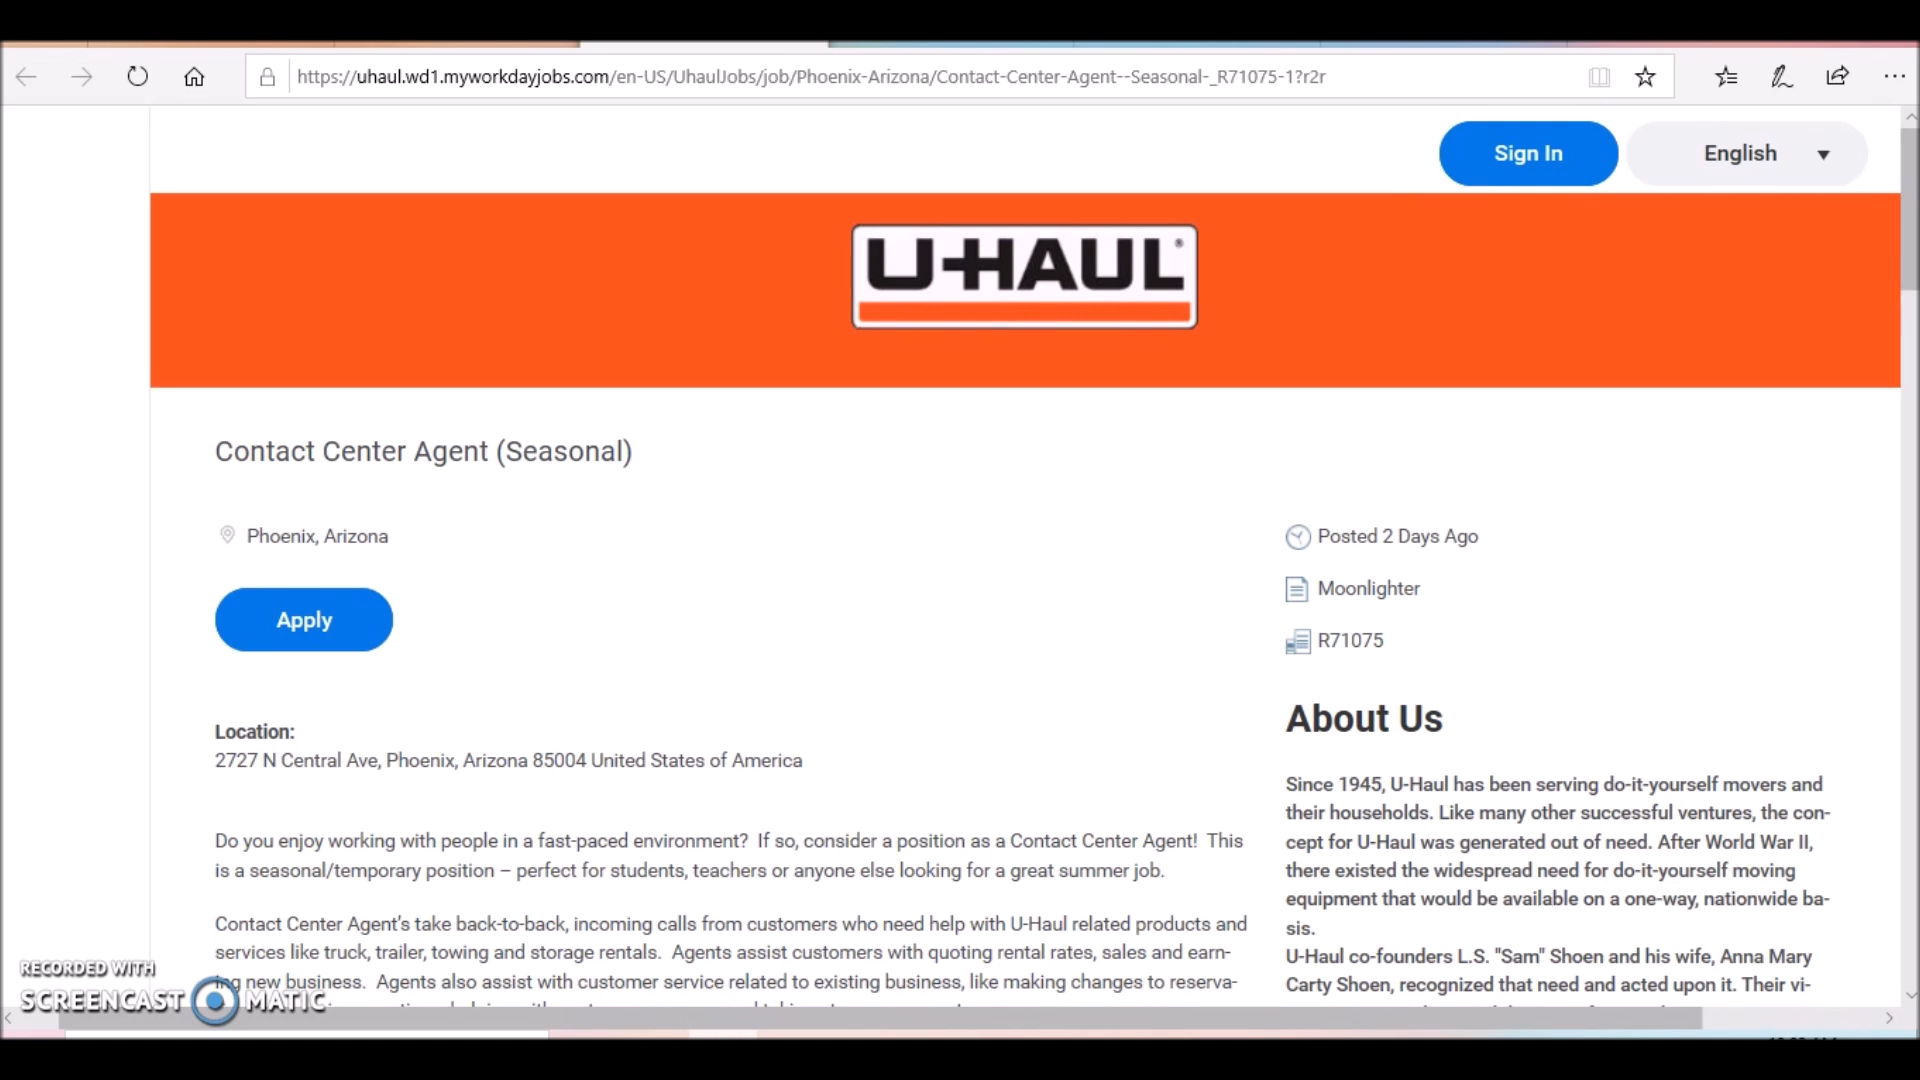 https://uhaul.wd1.myworkdayjobs.com/en-US/UhaulJobs/job/Phoenix-Arizona/Contact-Center-Agent--Seasonal-_R71075-1?r2r
Sign In
English
U-HAUL®
Contact Center Agent (Seasonal)
Phoenix, Arizona
Apply
Location:
2727 N Central Ave, Phoenix, Arizona 85004 United States of America
Do you enjoy working with people in a fast-paced environment?  If so, consider a position as a Contact Center Agent!  This
is a seasonal/temporary position – perfect for students, teachers or anyone else looking for a great summer job.
Contact Center Agent’s take back-to-back, incoming calls from customers who need help with U-Haul related products and
services like truck, trailer, towing and storage rentals.  Agents assist customers with quoting rental rates, sales and earn-
ing new business.  Agents also assist with customer service related to existing business, like making changes to reserva-
Posted 2 Days Ago
Moonlighter
R71075
About Us
Since 1945, U-Haul has been serving do-it-yourself movers and
their households. Like many other successful ventures, the con-
cept for U-Haul was generated out of need. After World War II,
there existed the widespread need for do-it-yourself moving
equipment that would be available on a one-way, nationwide ba-
sis.
U-Haul co-founders L.S. "Sam" Shoen and his wife, Anna Mary
Carty Shoen, recognized that need and acted upon it. Their vi-
RECORDED WITH
SCREENCAST MATIC